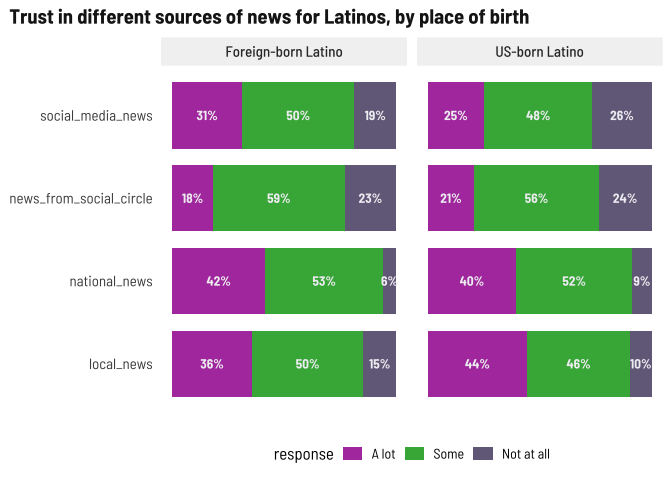 Trust in different sources of news for Latinos, by place of birth
Foreign-born Latino US-born Latino
social_media_news 31% 50% 19% 25% 48% 26%
news_from_social_circle 18% 59% 23% 21% 56% 24%
national_news 42% 53% 6% 40% 52% 9%
local_news 36% 50% 15% 44% 46% 10%
response A lot Some Not at all